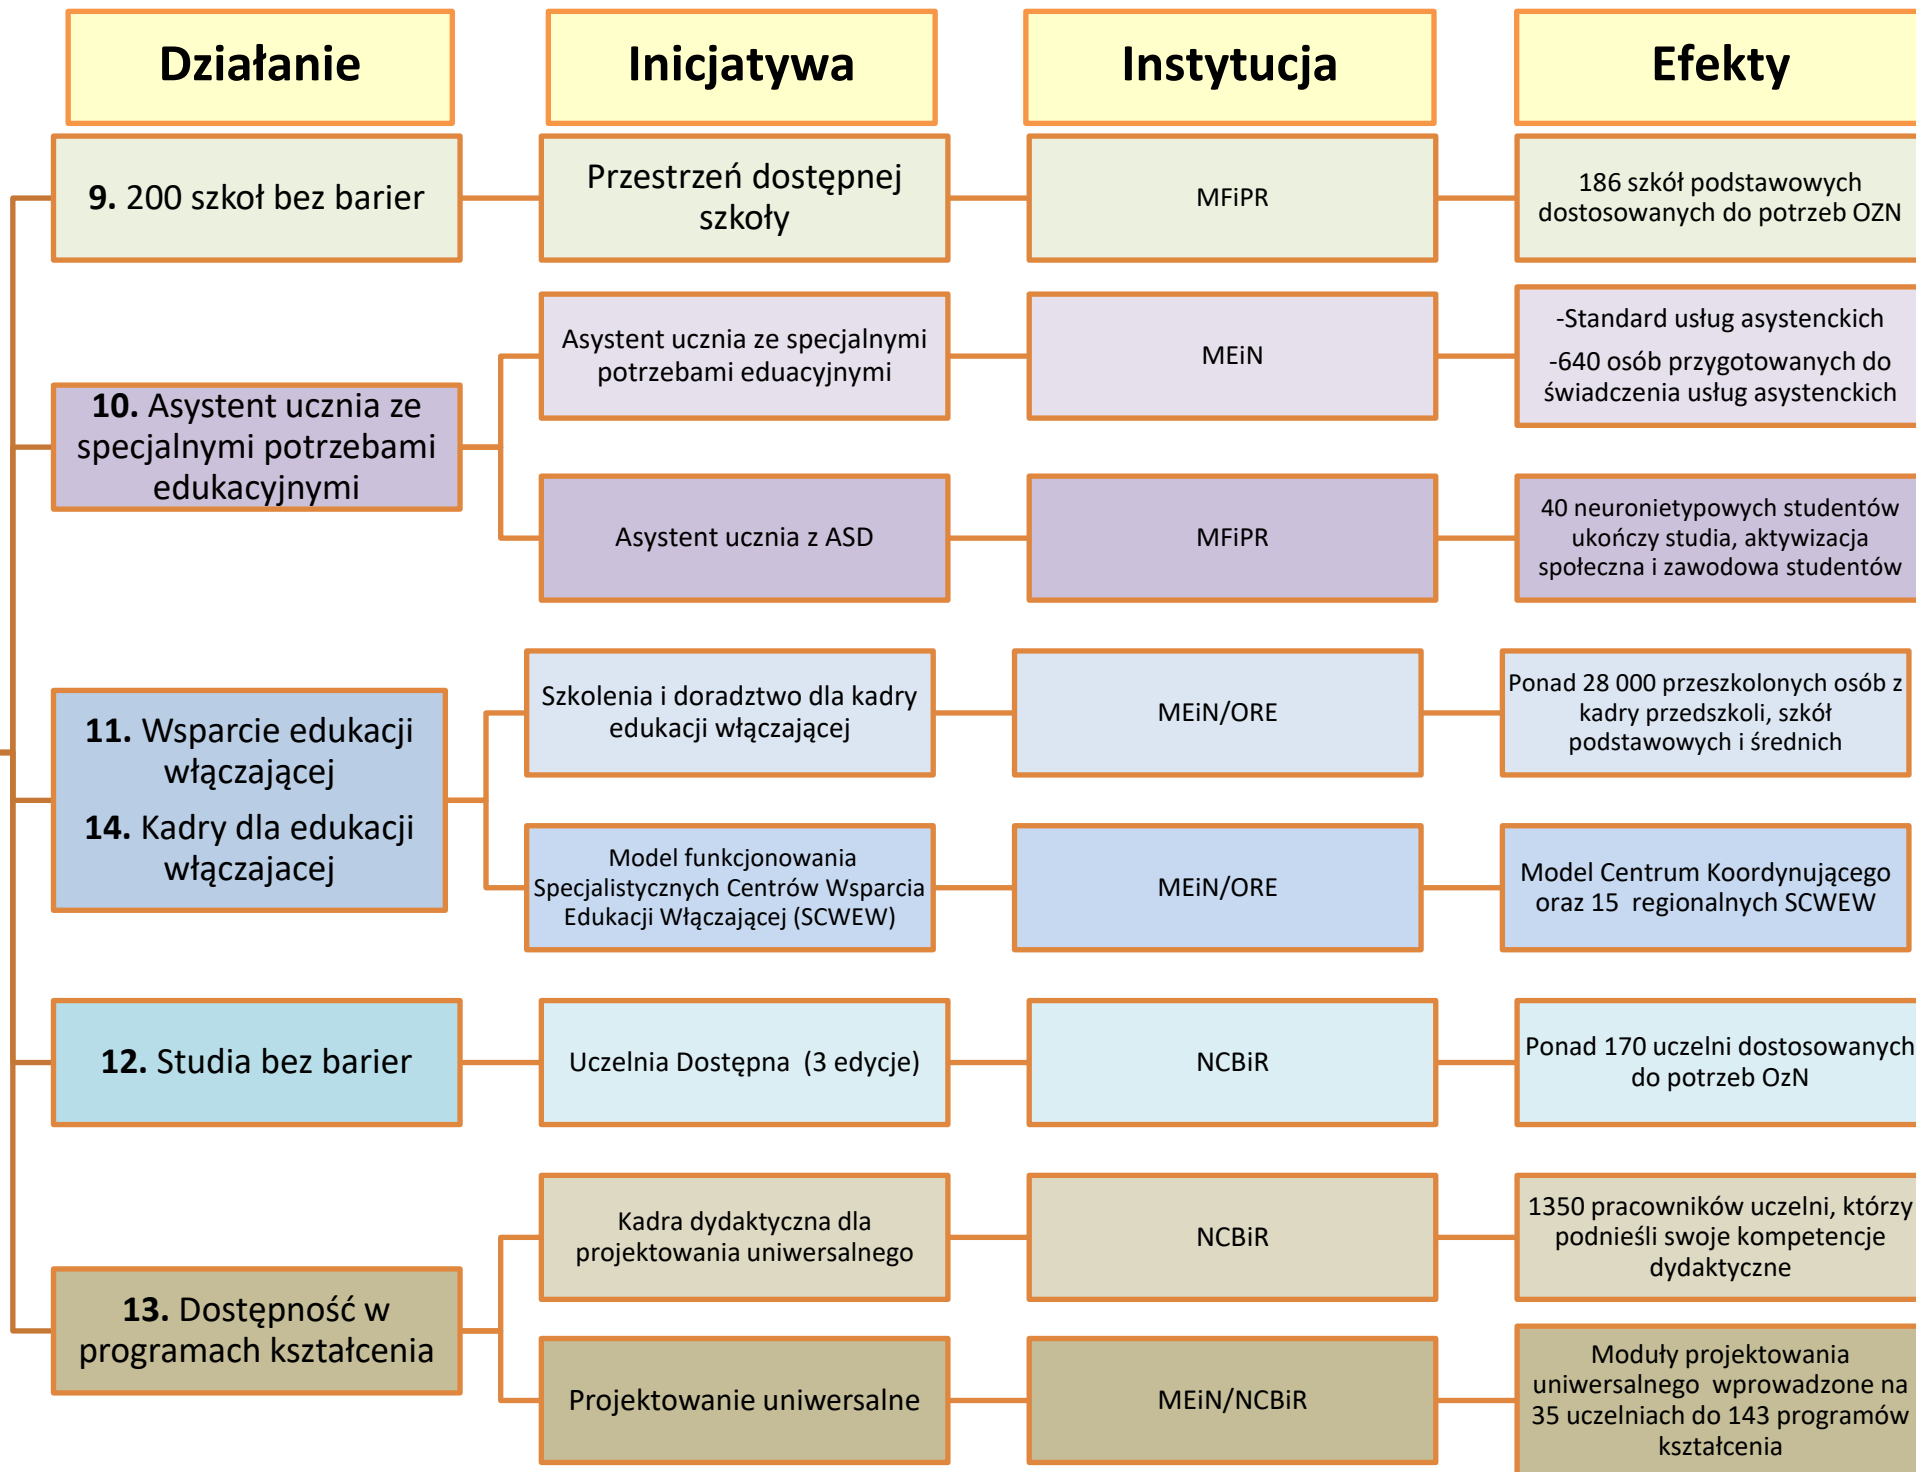 Działanie
Inicjatywa
Instytucja
Efekty
9. 200 szkół bez barier
Przestrzeń dostępnej
szkoły
MFiPR
186 szkół podstawowych
dostosowanych do potrzeb OZN
10. Asystent ucznia ze
specjalnymi potrzebami
edukacyjnymi
Asystent ucznia ze specjalnymi
potrzebami eduacyjnymi
MEiN
-Standard usług asystenckich
-640 osób przygotowanych do
świadczenia usług asystenckich
Asystent ucznia z ASD
MFiPR
40 neuronietypowych studentów
ukończy studia, aktywizacja
społeczna i zawodowa studentów
11. Wsparcie edukacji
włączającej
14. Kadry dla edukacji
włączajacej
Szkolenia i doradztwo dla kadry
edukacji włączającej
MEiN/ORE
Ponad 28 000 przeszkolonych osób z
kadry przedszkoli, szkół
podstawowych i średnich
Model funkcjonowania
Specjalistycznych Centrów Wsparcia
Edukacji Włączającej (SCWEW)
MEiN/ORE
Model Centrum Koordynującego
oraz 15 regionalnych SCWEW
12. Studia bez barier
Uczelnia Dostępna (3 edycje)
NCBiR
Ponad 170 uczelni dostosowanych
do potrzeb OzN
13. Dostępność w
programach kształcenia
Kadra dydaktyczna dla
projektowania uniwersalnego
NCBiR
1350 pracowników uczelni, którzy
podnieśli swoje kompetencje
dydaktyczne
Projektowanie uniwersalne
MEiN/NCBiR
Moduły projektowania
uniwersalnego wprowadzone na
35 uczelniach do 143 programów
kształcenia